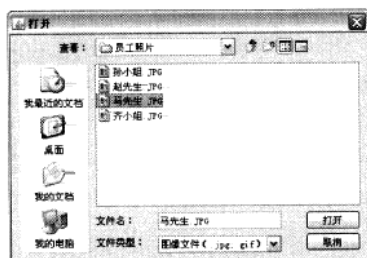 打开
查看：
员工照片
我最近的文档
桌面
我的文档
我的电脑
孙小姐.JPG
赵先生.JPG
马先生.JPG
齐小姐.JPG
文件名：
马先生.JPG
打开
文件类型：
图像文件(.jpg.gif)
取消